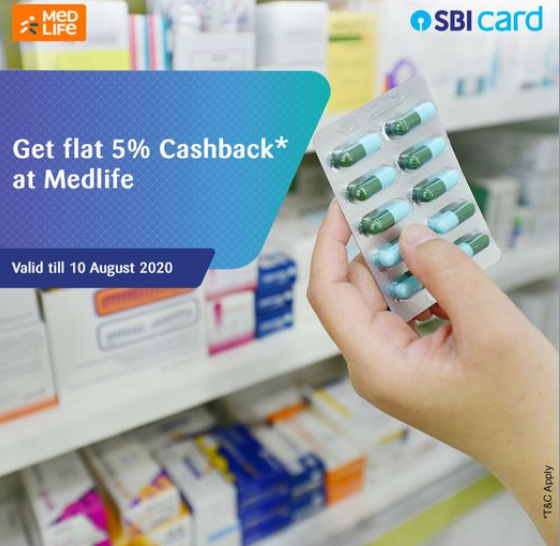 MED
LIFE
SBI card
Get flat 5% Cashback*
at Medlife
Valid till 10 August 2020
*T&C Apply